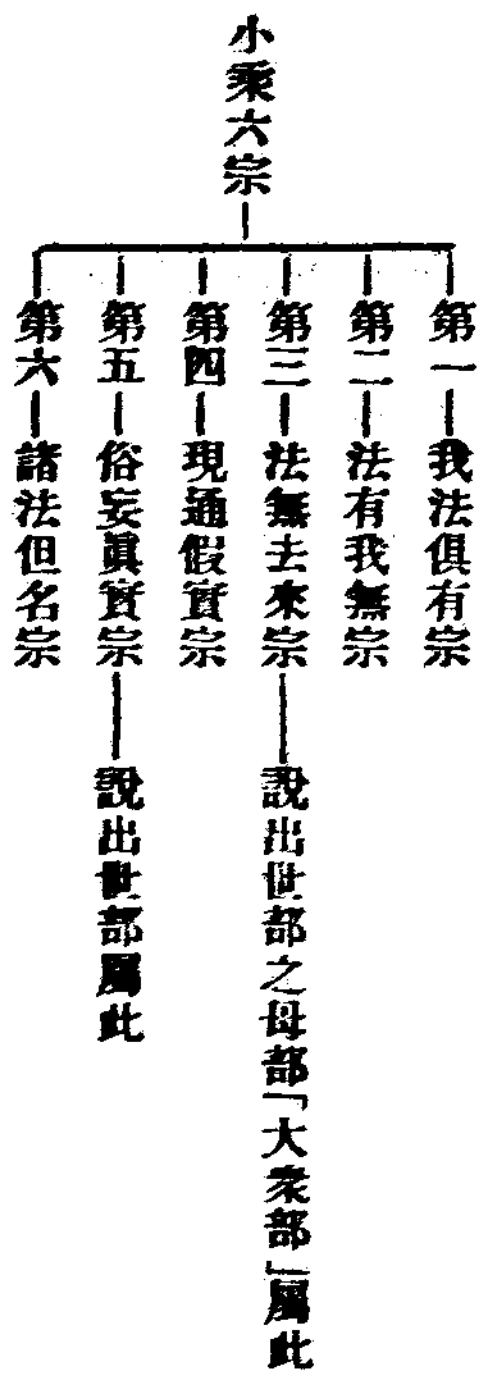 小乘六宗
第一 我法俱有宗
第二 法有我無宗
第三 法無去來宗 說出世部之母部「大衆部」屬此
第四 現通假實宗
第五 俗妄眞實宗 說出世部屬此
第六 諸法但名宗